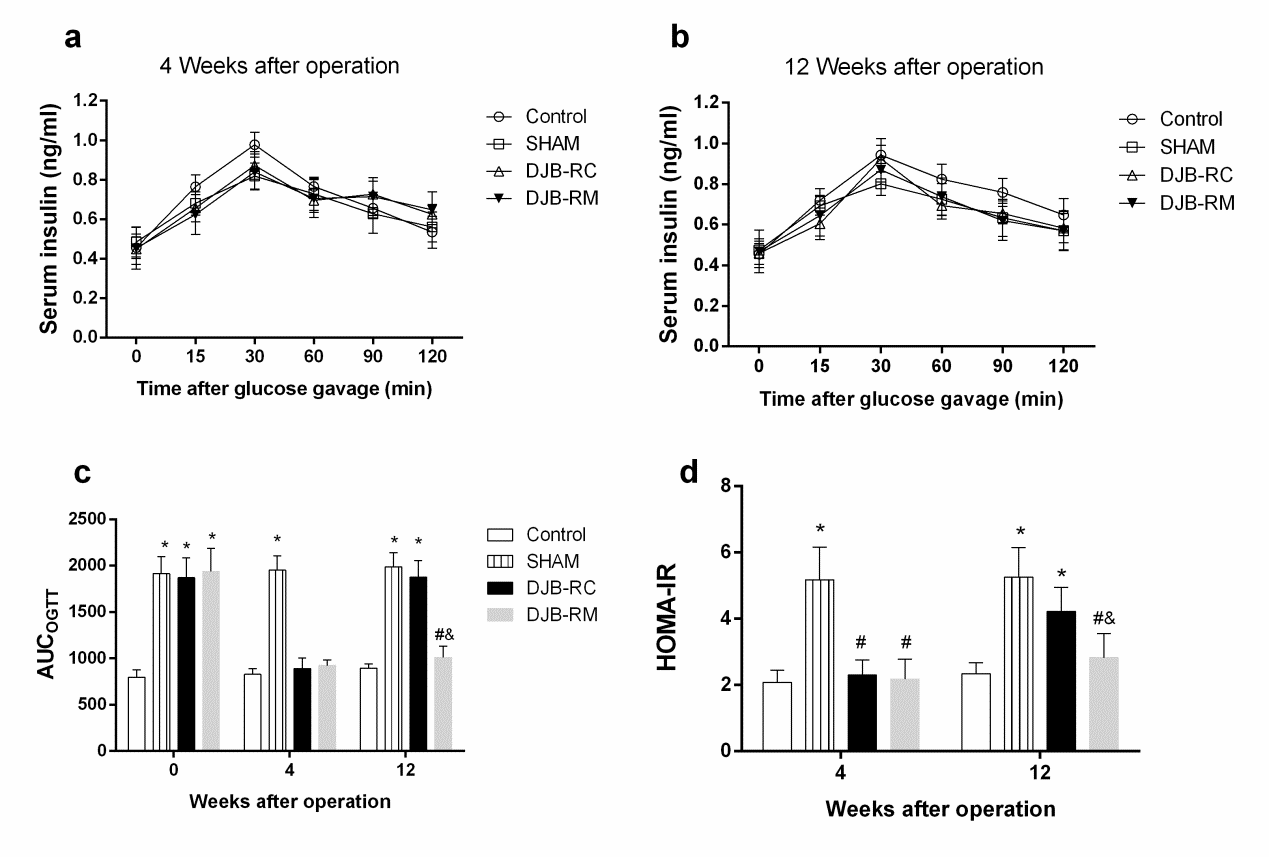 a
4 Weeks after operation
Serum insulin (ng/ml)
1.2
1.0
0.8
0.6
0.4
0.2
0.0
0 15 30 60 90 120
Time after glucose gavage (min)
Control
SHAM
DJB-RC
DJB-RM
b
12 Weeks after operation
Serum insulin (ng/ml)
1.2
1.0
0.8
0.6
0.4
0.2
0.0
0 15 30 60 90 120
Time after glucose gavage (min)
Control
SHAM
DJB-RC
DJB-RM
c
AUCOGTT
2500
2000
1500
1000
500
0
* * * * * * #&
0 4 12
Weeks after operation
Control
SHAM
DJB-RC
DJB-RM
d
HOMA-IR
8
6
4
2
0
* # # * * #&
4 12
Weeks after operation